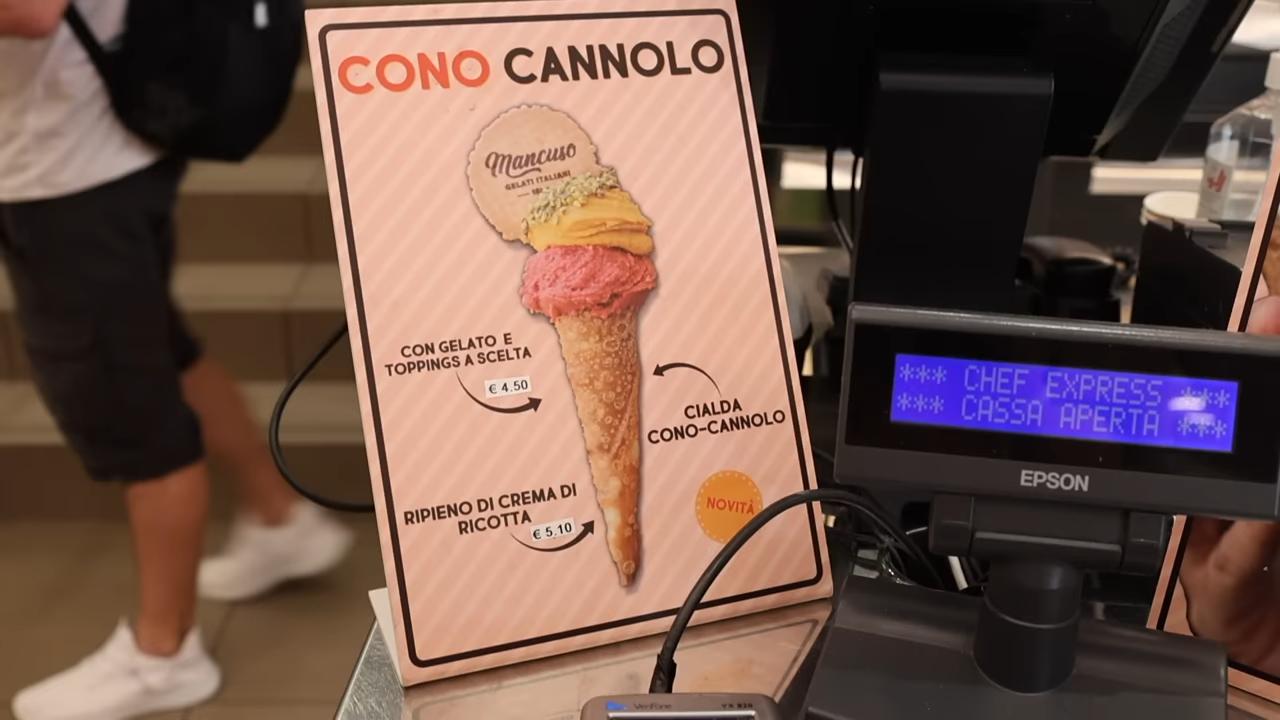 CONO CANNOLO
Mancuso
GELATI ITALIANI
CON GELATO E
TOPPINGS A SCELTA
€ 4.50
CIALDA
CONO-CANNOLO
RIPIENO DI CREMA DI
RICOTTA
€ 5.10
NOVITÀ
*** CHEF EXPRESS ***
*** CASSA APERTA ***
EPSON
VeriFone